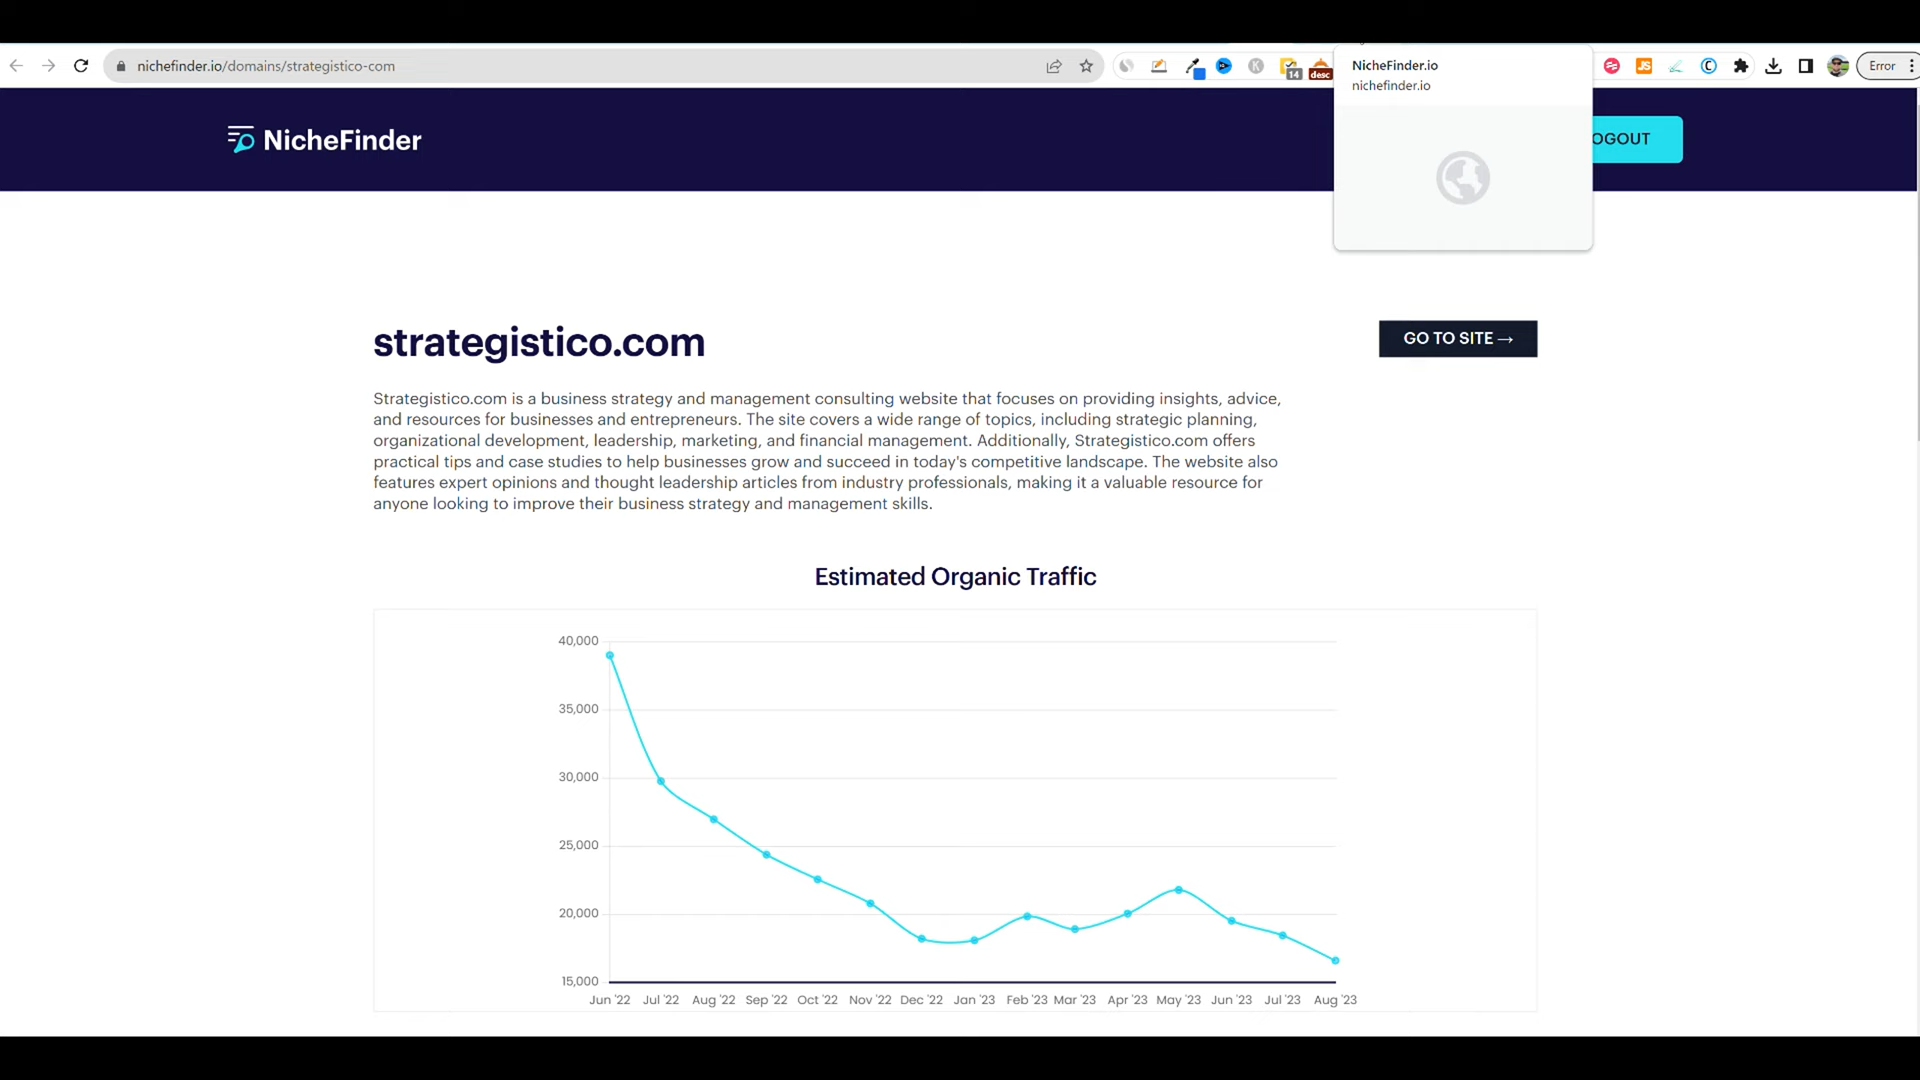 nichefinder.io/domains/strategistico-com
14
desc
NicheFinder.io
nichefinder.io
JS
Error
NicheFinder
OGOUT
strategistico.com
GO TO SITE →
Strategistico.com is a business strategy and management consulting website that focuses on providing insights, advice,
and resources for businesses and entrepreneurs. The site covers a wide range of topics, including strategic planning,
organizational development, leadership, marketing, and financial management. Additionally, Strategistico.com offers
practical tips and case studies to help businesses grow and succeed in today's competitive landscape. The website also
features expert opinions and thought leadership articles from industry professionals, making it a valuable resource for
anyone looking to improve their business strategy and management skills.
Estimated Organic Traffic
40,000
35,000
30,000
25,000
20,000
15,000
Jun '22 Jul '22 Aug '22 Sep '22 Oct '22 Nov '22 Dec '22 Jan '23 Feb '23 Mar '23 Apr '23 May '23 Jun '23 Jul '23 Aug '23